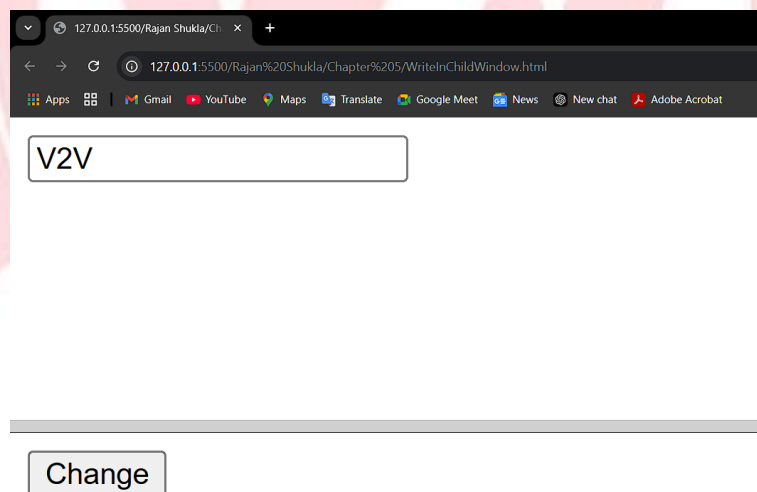 127.0.0.1:5500/Rajan Shukla/Ch
127.0.0.1:5500/Rajan%20Shukla/Chapter%205/WriteInChildWindow.html
Apps Gmail YouTube Maps Translate Google Meet News New chat Adobe Acrobat
V2V
Change